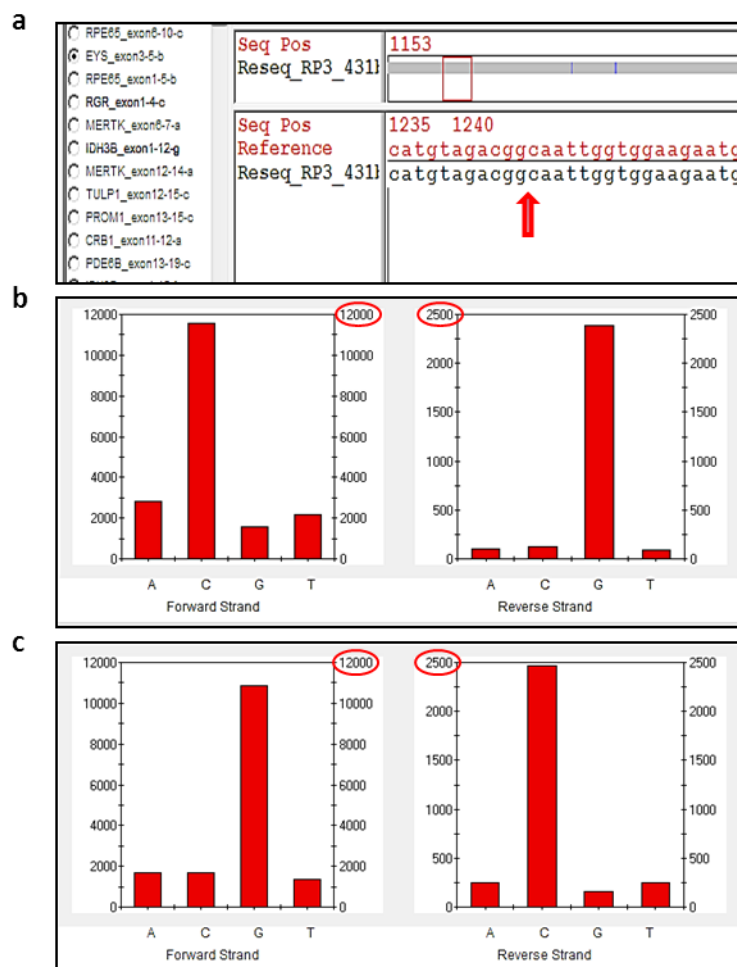 a
RPE65_exon6-10-c
EYS_exon3-5-b
RPE65_exon1-5-b
RGR_exon1-4-c
MERTK_exon6-7-a
IDH3B_exon1-12-g
MERTK_exon12-14-a
TULP1_exon12-15-c
PROM1_exon13-15-c
CRB1_exon11-12-a
PDE6B_exon13-19-c
Seq Pos 1153
Reseq_RP3_431
Seq Pos 1235 1240
Reference catgtagacggcaattggtggaagaatg
Reseq_RP3_431 catgtagacggcaattggtggaagaatg
b
12000 12000 2500 2500
10000 10000 2000 2000
8000 8000 1500 1500
6000 6000 1000 1000
4000 4000 500 500
2000 2000
0 0 0 0
A C G T A C G T
Forward Strand Reverse Strand
c
12000 12000 2500 2500
10000 10000 2000 2000
8000 8000 1500 1500
6000 6000 1000 1000
4000 4000 500 500
2000 2000
0 0 0 0
A C G T A C G T
Forward Strand Reverse Strand